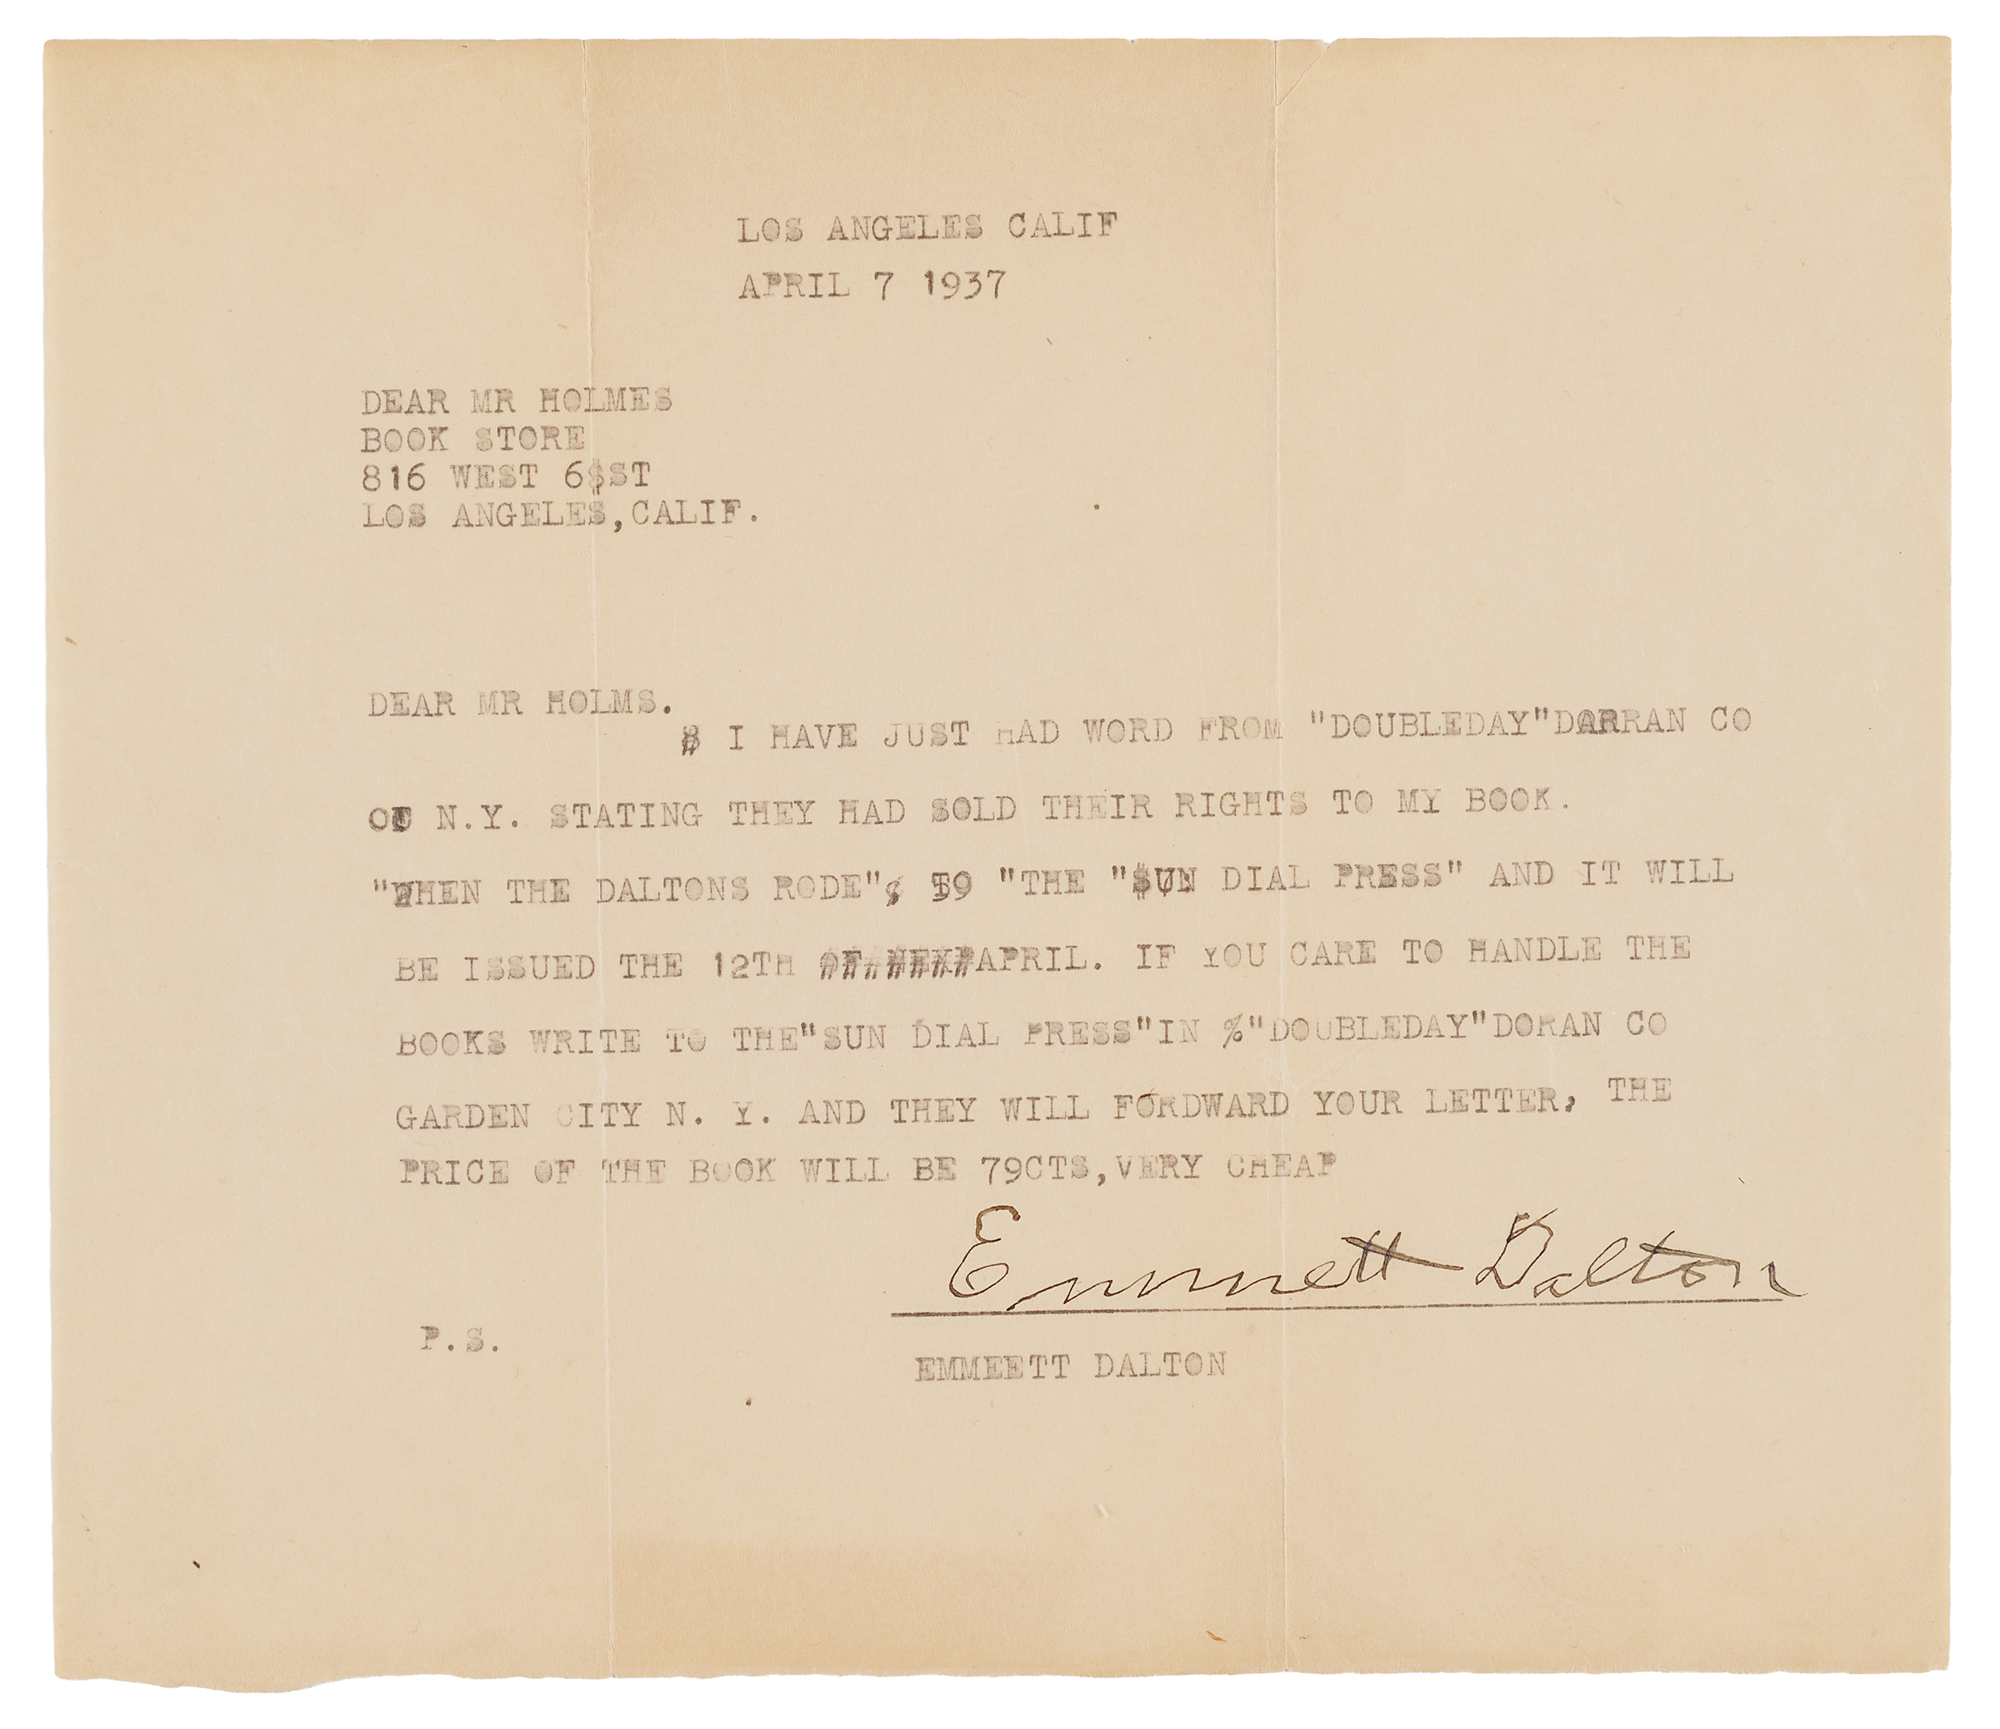 LOS ANGELES CALIF
APRIL 7 1937
DEAR MR HOLMES
BOOK STORE
816 WEST 6$ST
LOS ANGELES,CALIF.
DEAR MR HOLMS.
I HAVE JUST HAD WORD FROM "DOUBLEDAY"DORRAN CO
OF N.Y. STATING THEY HAD SOLD THEIR RIGHTS TO MY BOOK.
"WHEN THE DALTONS RODE", T9 "THE "SUN DIAL PRESS" AND IT WILL
BE ISSUED THE 12TH APRIL. IF YOU CARE TO HANDLE THE
BOOKS WRITE TO THE"SUN DIAL PRESS"IN %"DOUBLEDAY"DORAN CO
GARDEN CITY N. Y. AND THEY WILL FORDWARD YOUR LETTER, THE
PRICE OF THE BOOK WILL BE 79CTS,VERY CHEAP
Emmett Dalton
P.S.
EMMEETT DALTON